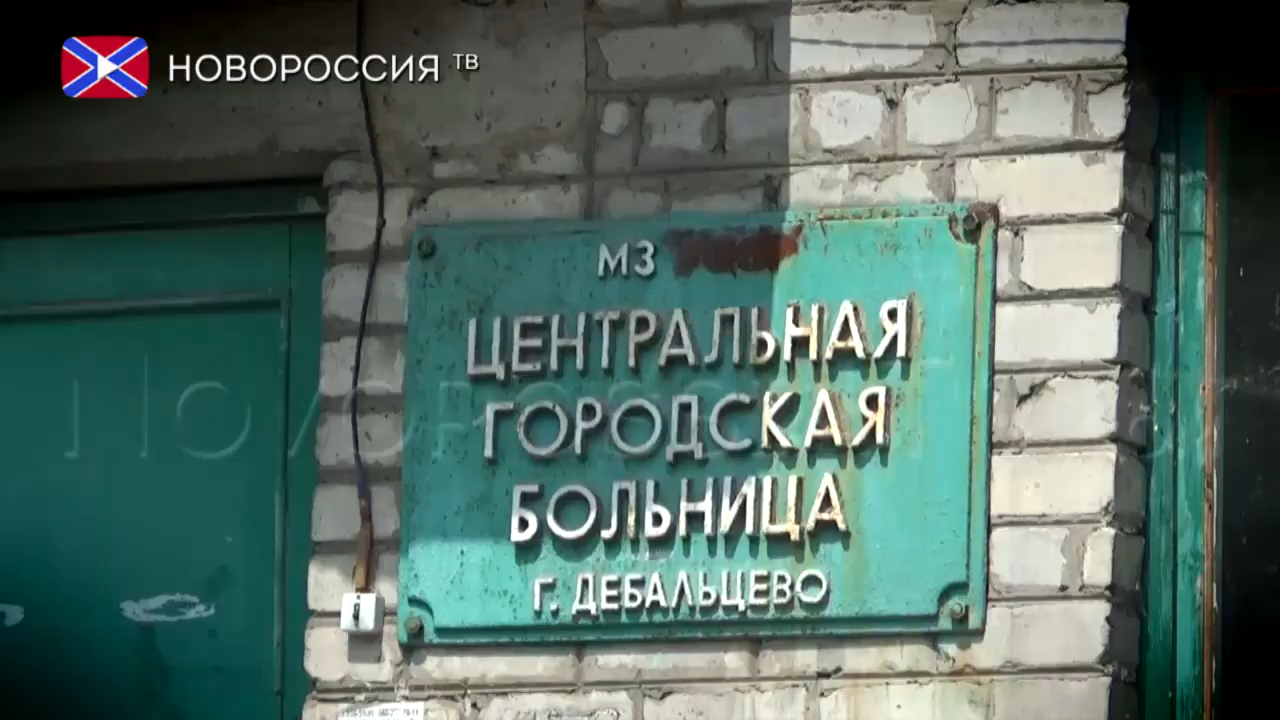 НОВОРОССИЯ ТВ
МЗ
ЦЕНТРАЛЬНАЯ
ГОРОДСКАЯ
БОЛЬНИЦА
Г. ДЕБАЛЬЦЕВО